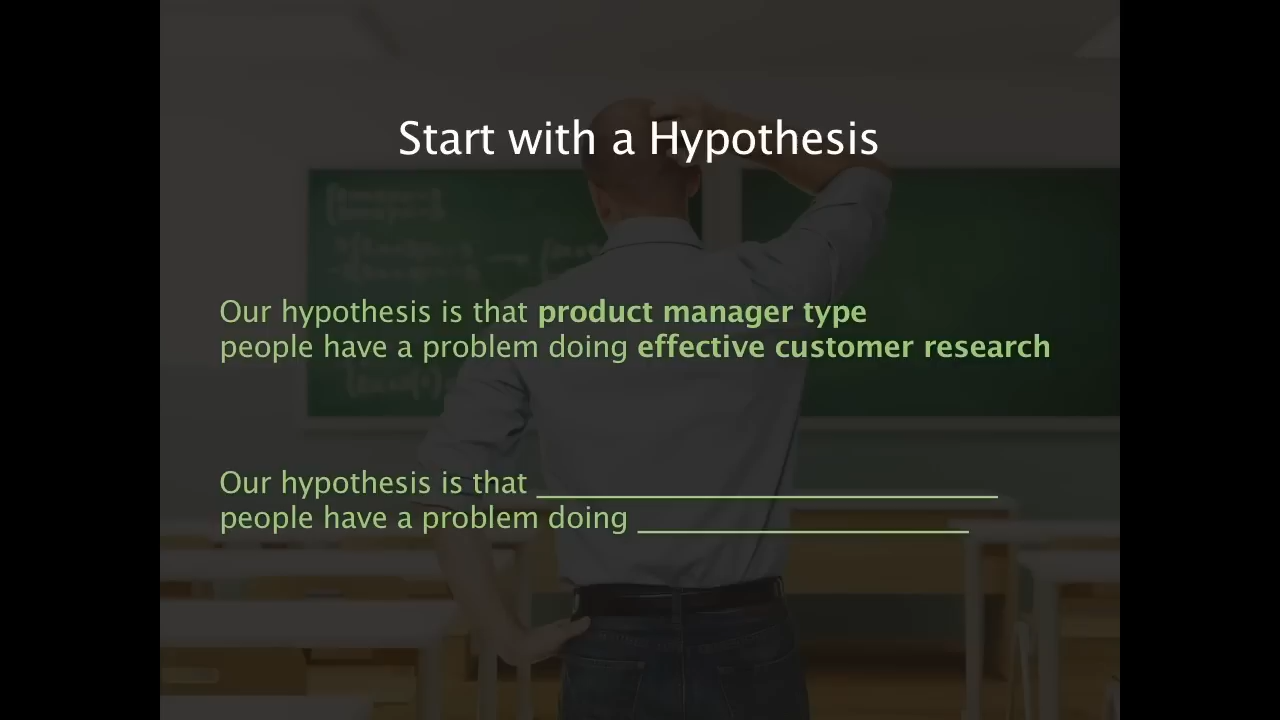 Start with a Hypothesis
Our hypothesis is that product manager type
people have a problem doing effective customer research
Our hypothesis is that ____________________
people have a problem doing ____________________